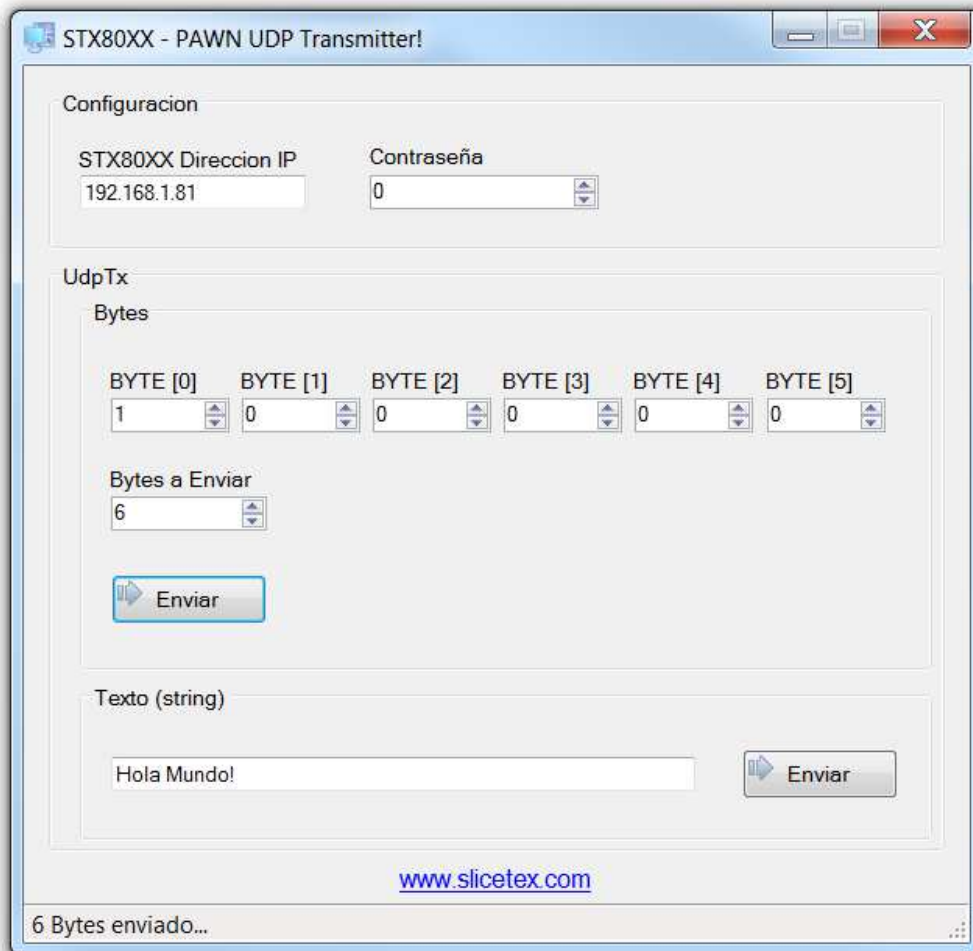 STX80XX - PAWN UDP Transmitter!
Configuracion
STX80XX Direccion IP Contraseña
192.168.1.81 0
UdpTx
Bytes
BYTE [0] BYTE [1] BYTE [2] BYTE [3] BYTE [4] BYTE [5]
1 0 0 0 0 0
Bytes a Enviar
6
Enviar
Texto (string)
Hola Mundo! Enviar
www.slicetex.com
6 Bytes enviado...